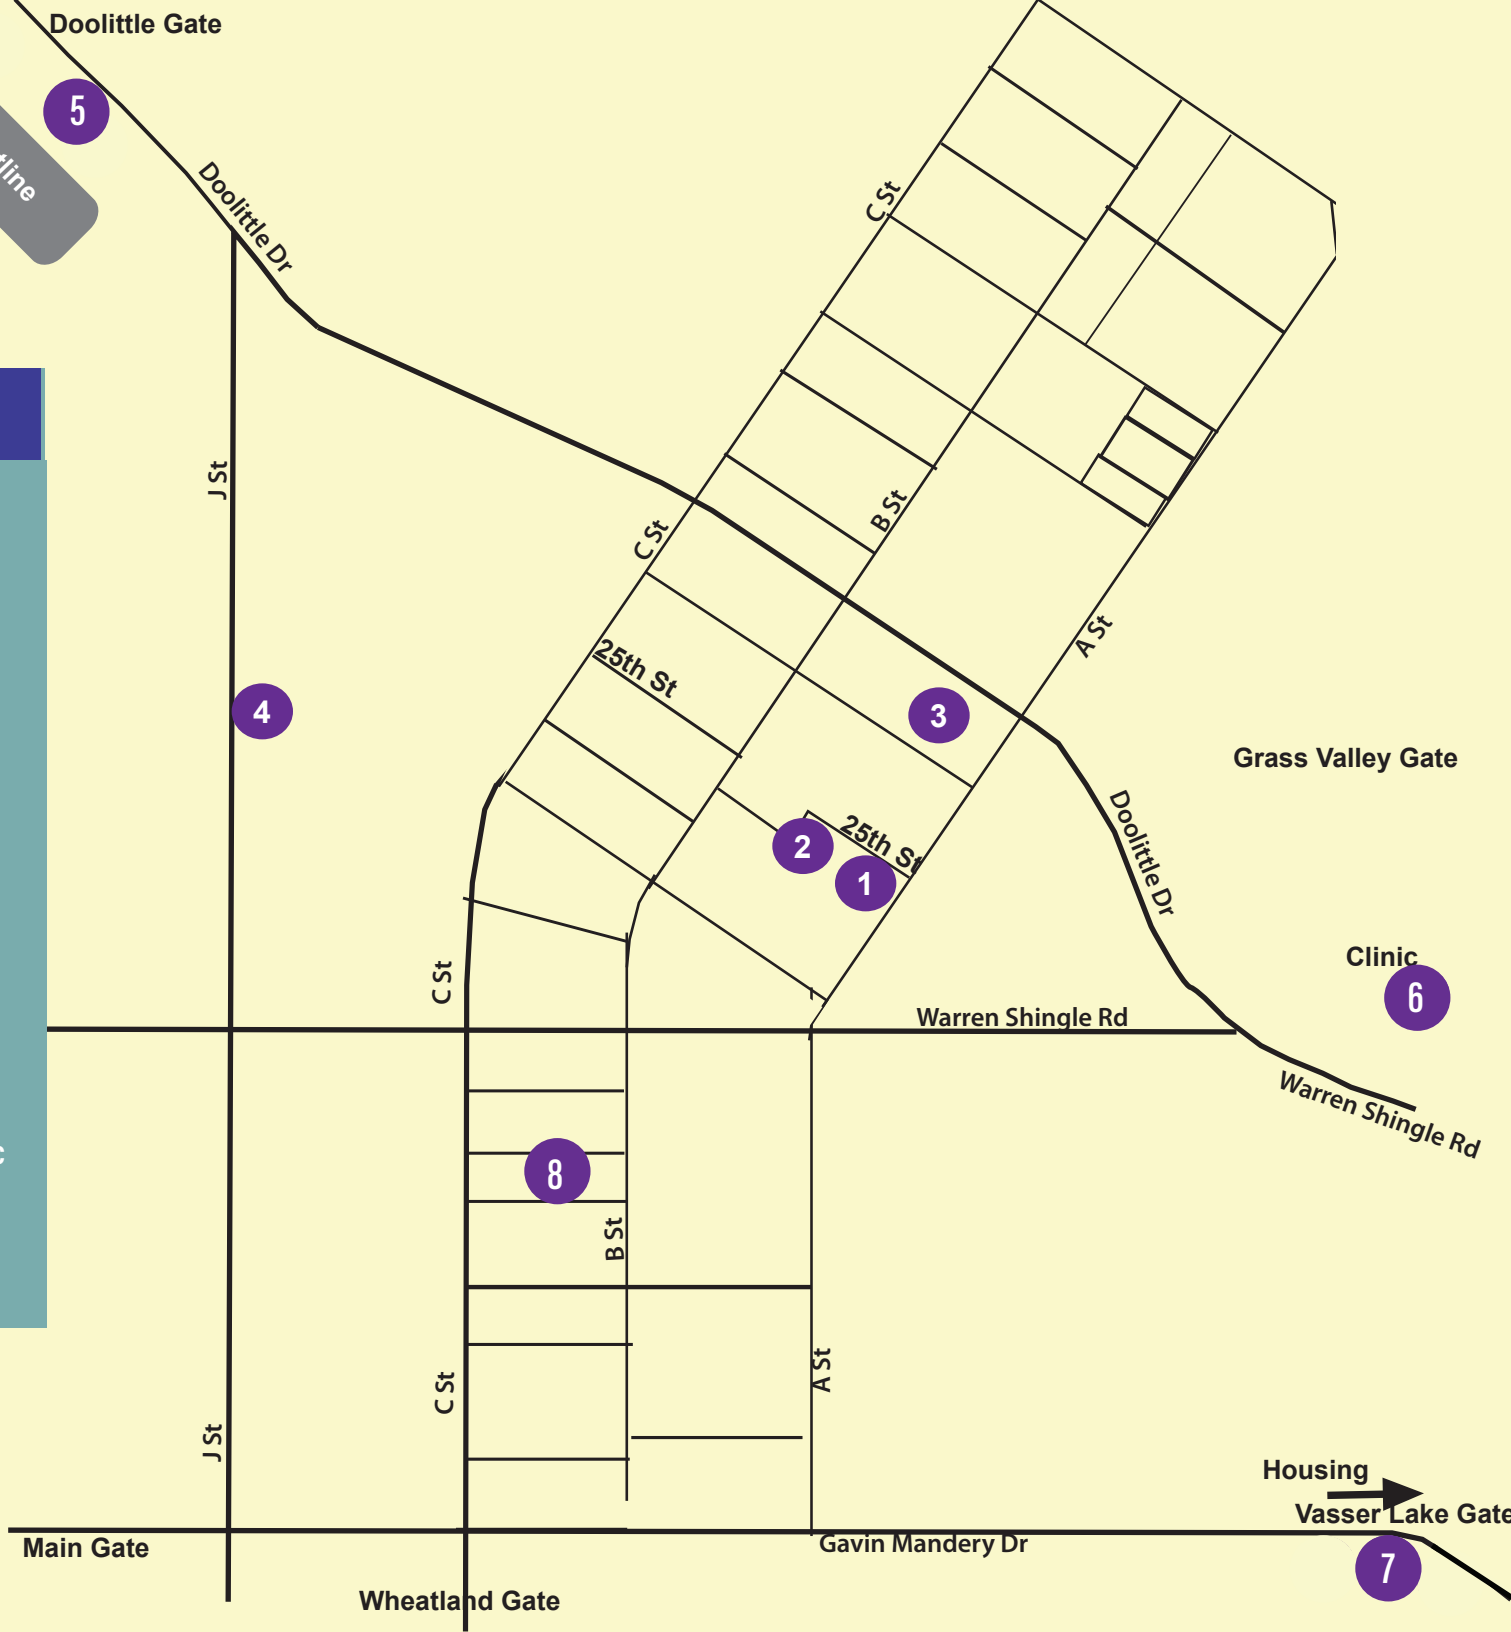 Doolittle Gate
5
tline
Doolittle Dr
C St
J St
B St
C St
A St
25th St
4
3
Grass Valley Gate
25th St
2
1
Doolittle Dr
Clinic
6
C St
Warren Shingle Rd
Warren Shingle Rd
c
8
B St
A St
C St
J St
Housing
Vasser Lake Gate
Main Gate
Gavin Mandery Dr
7
Wheatland Gate